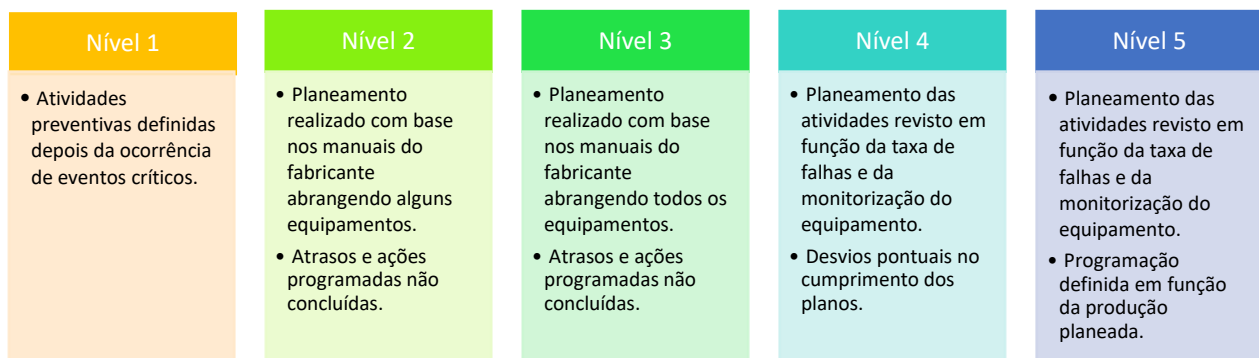 Nível 1
• Atividades
preventivas definidas
depois da ocorrência
de eventos críticos.
Nível 2
• Planeamento
realizado com base
nos manuais do
fabricante
abrangendo alguns
equipamentos.
• Atrasos e ações
programadas não
concluídas.
Nível 3
• Planeamento
realizado com base
nos manuais do
fabricante
abrangendo todos os
equipamentos.
• Atrasos e ações
programadas não
concluídas.
Nível 4
• Planeamento das
atividades revisto em
função da taxa de
falhas e da
monitorização do
equipamento.
• Desvios pontuais no
cumprimento dos
planos.
Nível 5
• Planeamento das
atividades revisto em
função da taxa de
falhas e da
monitorização do
equipamento.
• Programação
definida em função
da produção
planeada.